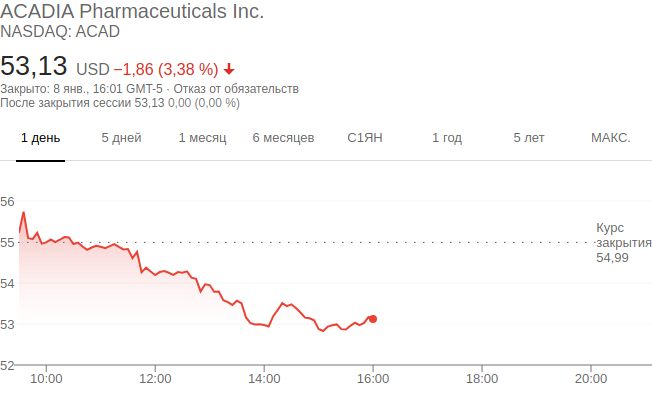 ACADIA Pharmaceuticals Inc.
NASDAQ: ACAD
53,13 USD −1,86 (3,38 %)
Закрыто: 8 янв., 16:01 GMT-5 · Отказ от обязательств
После закрытия сессии 53,13 0,00 (0,00 %)
1 день 5 дней 1 месяц 6 месяцев С1ЯН 1 год 5 лет МАКС.
56
Курс
55 закрытия
54,99
54
53
52
10:00 12:00 14:00 16:00 18:00 20:00